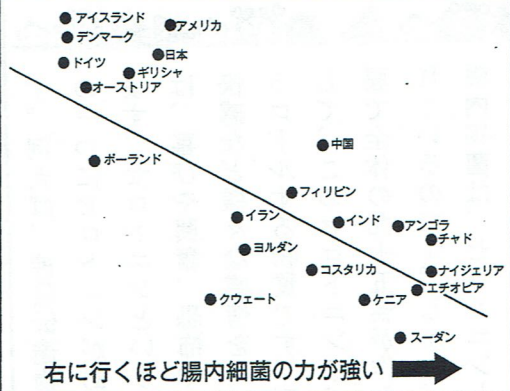 アイスランド
アメリカ
デンマーク
日本
ドイツ
ギリシャ
オーストリア
中国
ポーランド
フィリピン
イラン
インド
アンゴラ
チャド
ヨルダン
コスタリカ
ナイジェリア
エチオピア
クウェート
ケニア
スーダン
右に行くほど腸内細菌の力が強い